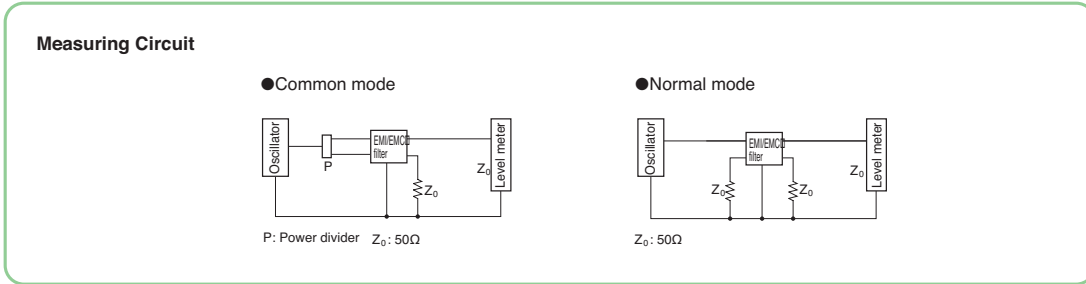 Measuring Circuit
●Common mode
Oscillator
P
EMI/EMC
filter
Z₀
Z₀
Level meter
P: Power divider Z₀: 50Ω
●Normal mode
Oscillator
EMI/EMC
filter
Z₀
Z₀
Z₀
Level meter
Z₀: 50Ω